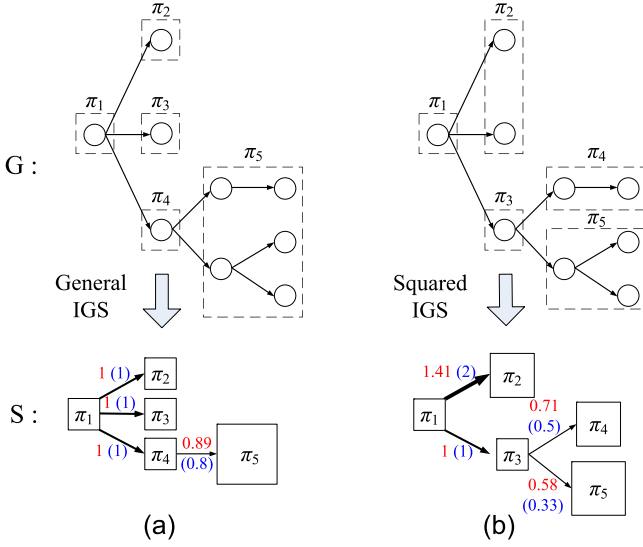 π2
π2
π1
π3
π1
G :
π5
π4
π4
π3
π5
General
IGS
Squared
IGS
1 (1)
π2
1.41 (2)
π2
S :
π1
1 (1)
π3
π1
0.71
(0.5)
π4
1 (1)
π4
0.89
(0.8)
π5
1 (1)
π3
0.58
(0.33)
π5
(a)
(b)